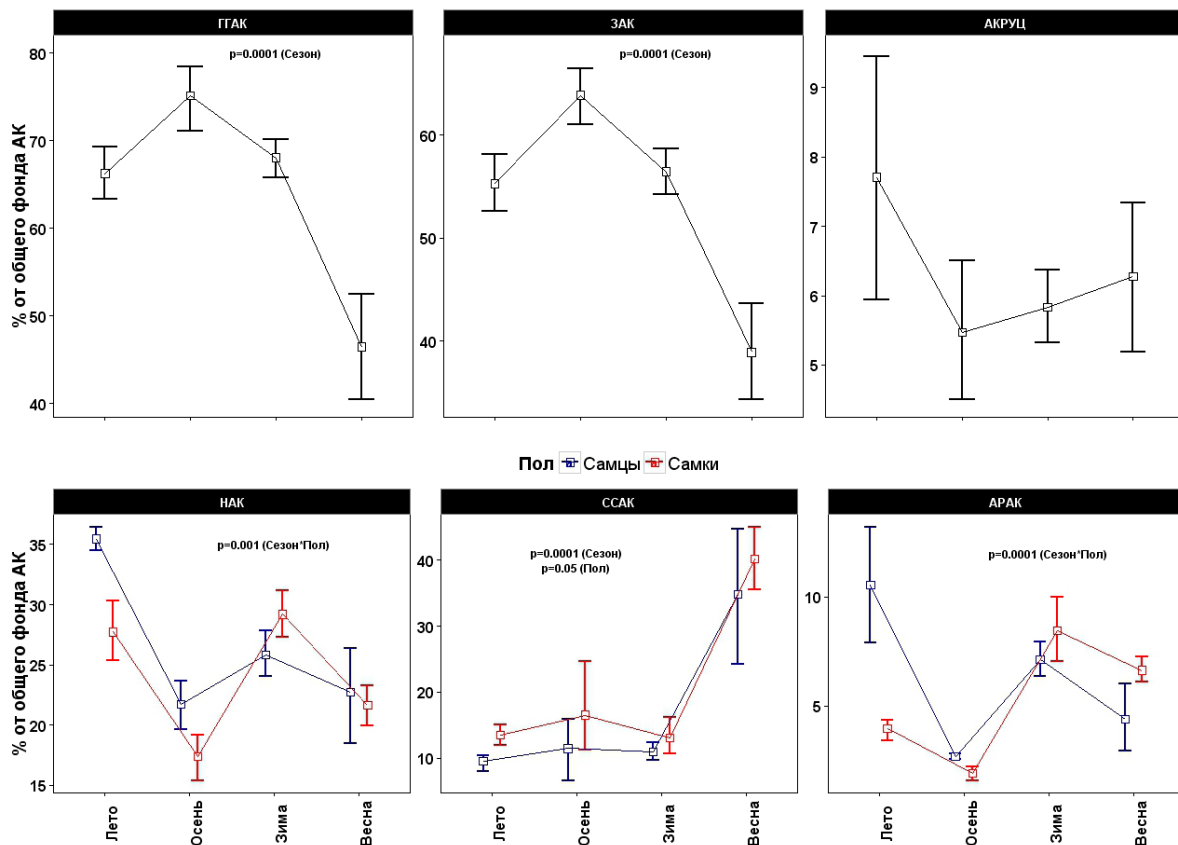 ГГАК
ЗАК
АКРУЦ
% от общего фонда АК
80
70
60
50
40
p=0.0001 (Сезон)
60
50
40
p=0.0001 (Сезон)
9
8
7
6
5
Пол Самцы Самки
НАК
ССАК
АРАК
% от общего фонда АК
35
30
25
20
15
p=0.001 (Сезон*Пол)
40
30
20
10
p=0.0001 (Сезон)
p=0.05 (Пол)
10
5
p=0.0001 (Сезон*Пол)
Лето
Осень
Зима
Весна
Лето
Осень
Зима
Весна
Лето
Осень
Зима
Весна